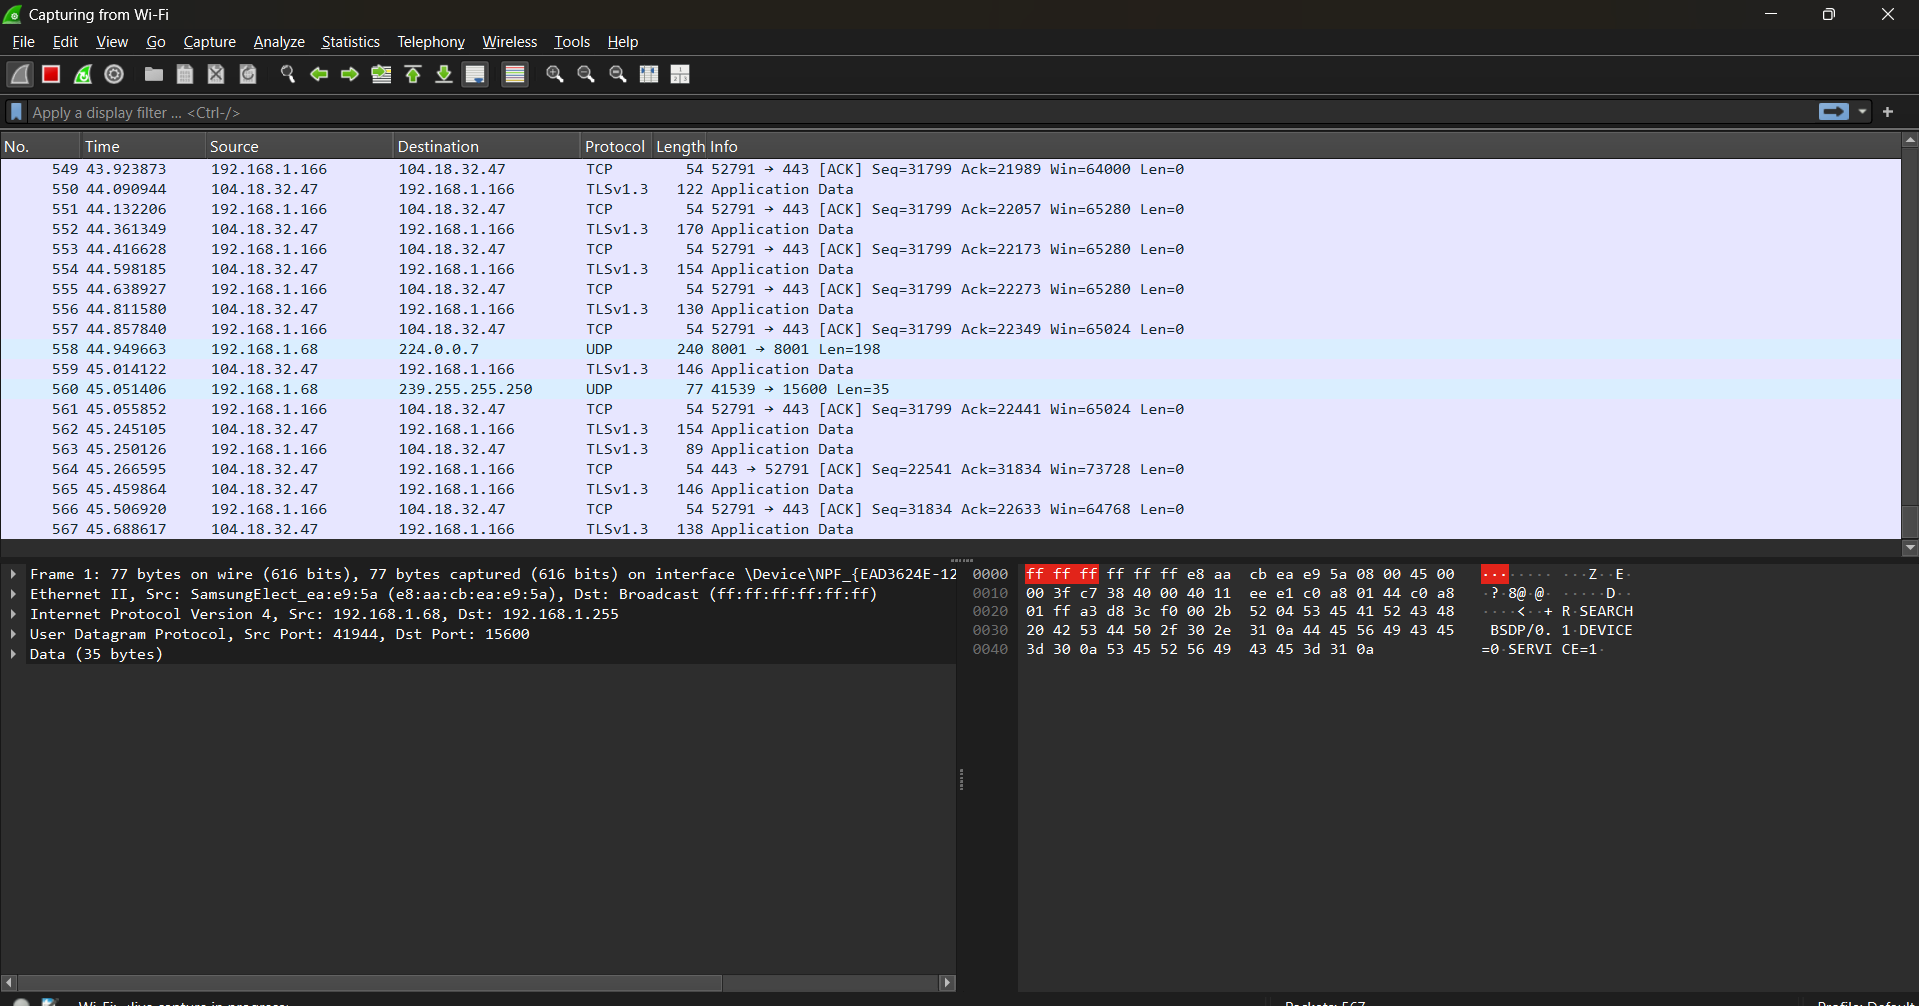 Capturing from Wi-Fi
File Edit View Go Capture Analyze Statistics Telephony Wireless Tools Help
Apply a display filter ... <Ctrl-/>
No. Time Source Destination Protocol Length Info
549 43.923873 192.168.1.166 104.18.32.47 TCP 54 52791 → 443 [ACK] Seq=31799 Ack=21989 Win=64000 Len=0
550 44.090944 104.18.32.47 192.168.1.166 TLSv1.3 122 Application Data
551 44.132206 192.168.1.166 104.18.32.47 TCP 54 52791 → 443 [ACK] Seq=31799 Ack=22057 Win=65280 Len=0
552 44.361349 104.18.32.47 192.168.1.166 TLSv1.3 170 Application Data
553 44.416628 192.168.1.166 104.18.32.47 TCP 54 52791 → 443 [ACK] Seq=31799 Ack=22173 Win=65280 Len=0
554 44.598185 104.18.32.47 192.168.1.166 TLSv1.3 154 Application Data
555 44.638927 192.168.1.166 104.18.32.47 TCP 54 52791 → 443 [ACK] Seq=31799 Ack=22273 Win=65280 Len=0
556 44.811580 104.18.32.47 192.168.1.166 TLSv1.3 130 Application Data
557 44.857840 192.168.1.166 104.18.32.47 TCP 54 52791 → 443 [ACK] Seq=31799 Ack=22349 Win=65024 Len=0
558 44.949663 192.168.1.68 224.0.0.7 UDP 240 8001 → 8001 Len=198
559 45.014122 104.18.32.47 192.168.1.166 TLSv1.3 146 Application Data
560 45.051406 192.168.1.68 239.255.255.250 UDP 77 41539 → 15600 Len=35
561 45.055852 192.168.1.166 104.18.32.47 TCP 54 52791 → 443 [ACK] Seq=31799 Ack=22441 Win=65024 Len=0
562 45.245105 104.18.32.47 192.168.1.166 TLSv1.3 154 Application Data
563 45.250126 192.168.1.166 104.18.32.47 TLSv1.3 89 Application Data
564 45.266595 104.18.32.47 192.168.1.166 TCP 54 443 → 52791 [ACK] Seq=22541 Ack=31834 Win=73728 Len=0
565 45.459864 104.18.32.47 192.168.1.166 TLSv1.3 146 Application Data
566 45.506920 192.168.1.166 104.18.32.47 TCP 54 52791 → 443 [ACK] Seq=31834 Ack=22633 Win=64768 Len=0
567 45.688617 104.18.32.47 192.168.1.166 TLSv1.3 138 Application Data
Frame 1: 77 bytes on wire (616 bits), 77 bytes captured (616 bits) on interface \Device\NPF_{EAD3624E-12
Ethernet II, Src: SamsungElect_ea:e9:5a (e8:aa:cb:ea:e9:5a), Dst: Broadcast (ff:ff:ff:ff:ff:ff)
Internet Protocol Version 4, Src: 192.168.1.68, Dst: 192.168.1.255
User Datagram Protocol, Src Port: 41944, Dst Port: 15600
Data (35 bytes)
0000 ff ff ff ff ff ff e8 aa cb ea e9 5a 08 00 45 00 ········ ···Z··E·
0010 00 3f c7 38 40 00 40 11 ee e1 c0 a8 01 44 c0 a8 ·?·8@·@· ·····D··
0020 01 ff a3 d8 3c f0 00 2b 52 04 53 45 41 52 43 48 ····<··+ R·SEARCH
0030 20 42 53 44 50 2f 30 2e 31 0a 44 45 56 49 43 45 BSDP/0. 1·DEVICE
0040 3d 30 0a 53 45 52 56 49 43 45 3d 31 0a =0·SERVI CE=1·
Wi-Fi: <live capture in progress> Packets: 567 Profile: Default